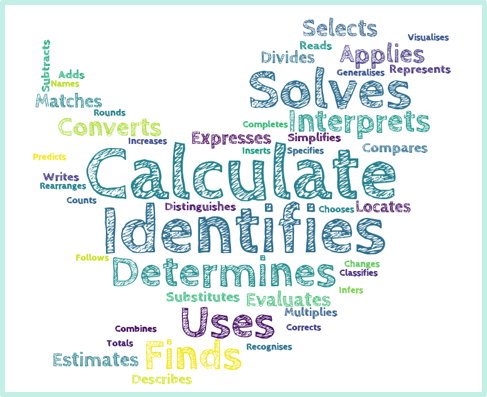 Selects
Visualises
Reads
Divides
Applies
Subtracts
Adds
Names
Generalises
Represents
Solves
Matches
Rounds
Converts
Completes
Interprets
Increases
Expresses
Simplifies
Inserts
Specifies
Compares
Predicts
Calculate
Writes
Rearranges
Counts
Distinguishes
Chooses
Locates
Identifies
Follows
Determines
Changes
Classifies
Infers
Substitutes
Evaluates
Multiplies
Uses
Combines
Corrects
Totals
Finds
Recognises
Estimates
Describes